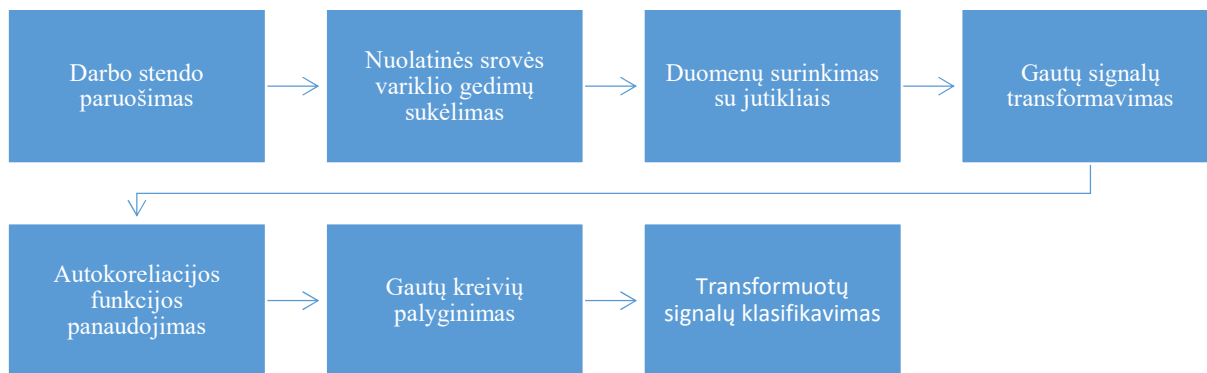 Darbo stendo
paruošimas
Nuolatinės srovės
variklio gedimų
sukėlimas
Duomenų surinkimas
su jutikliais
Gautų signalų
transformavimas
Autokoreliacijos
funkcijos
panaudojimas
Gautų kreivių
palyginimas
Transformuotų
signalų klasifikavimas